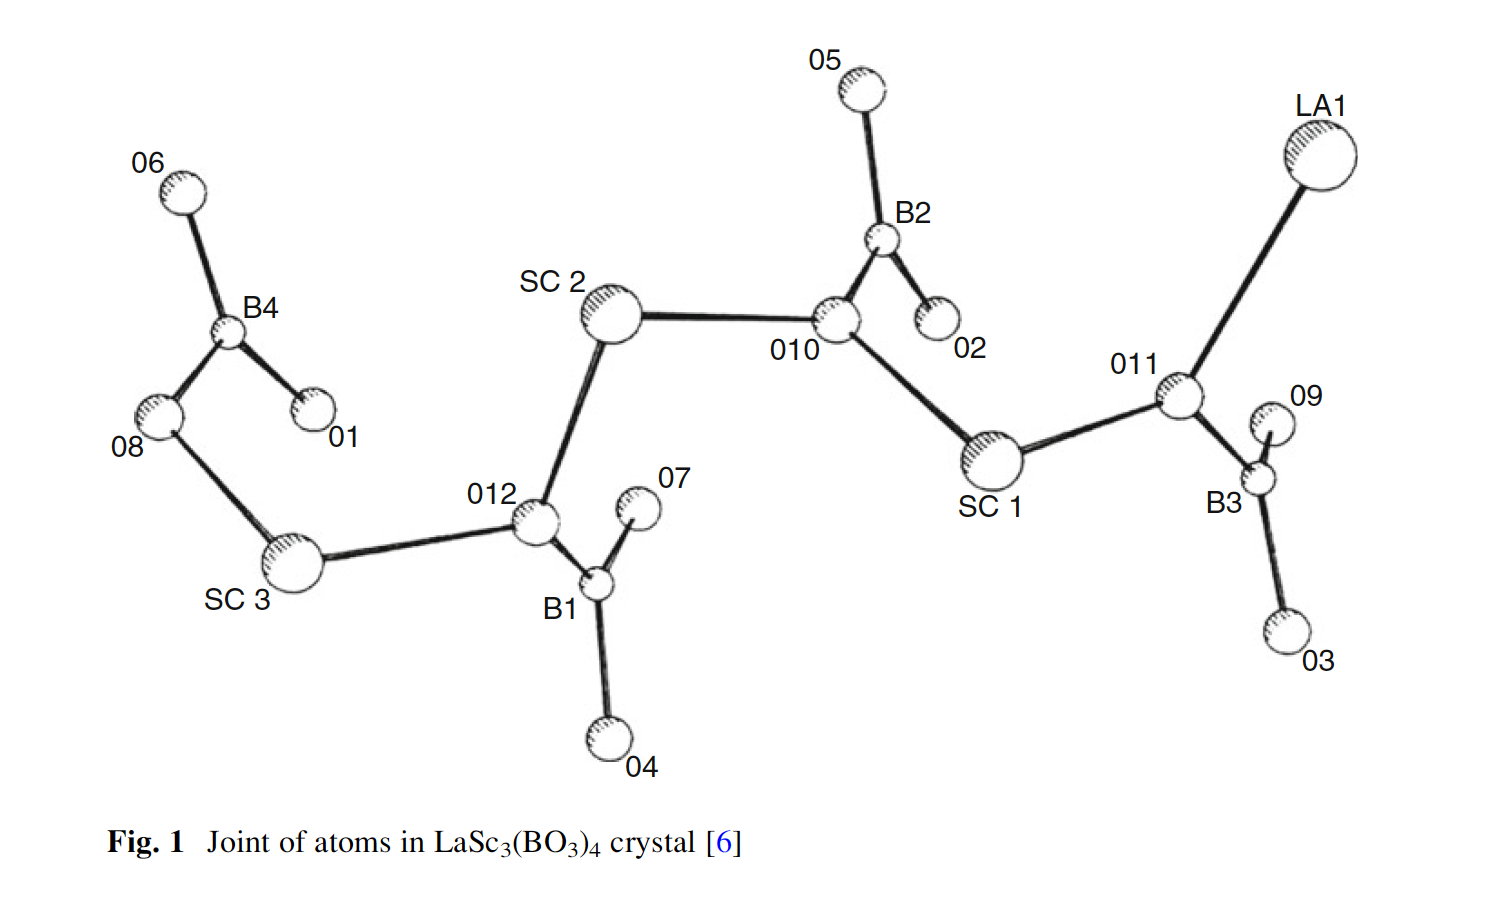 05
LA1
06
B2
SC 2
B4
010
02
011
09
08
01
07
012
B3
SC 1
SC 3
B1
03
04
Fig. 1 Joint of atoms in LaSc₃(BO₃)₄ crystal [6]